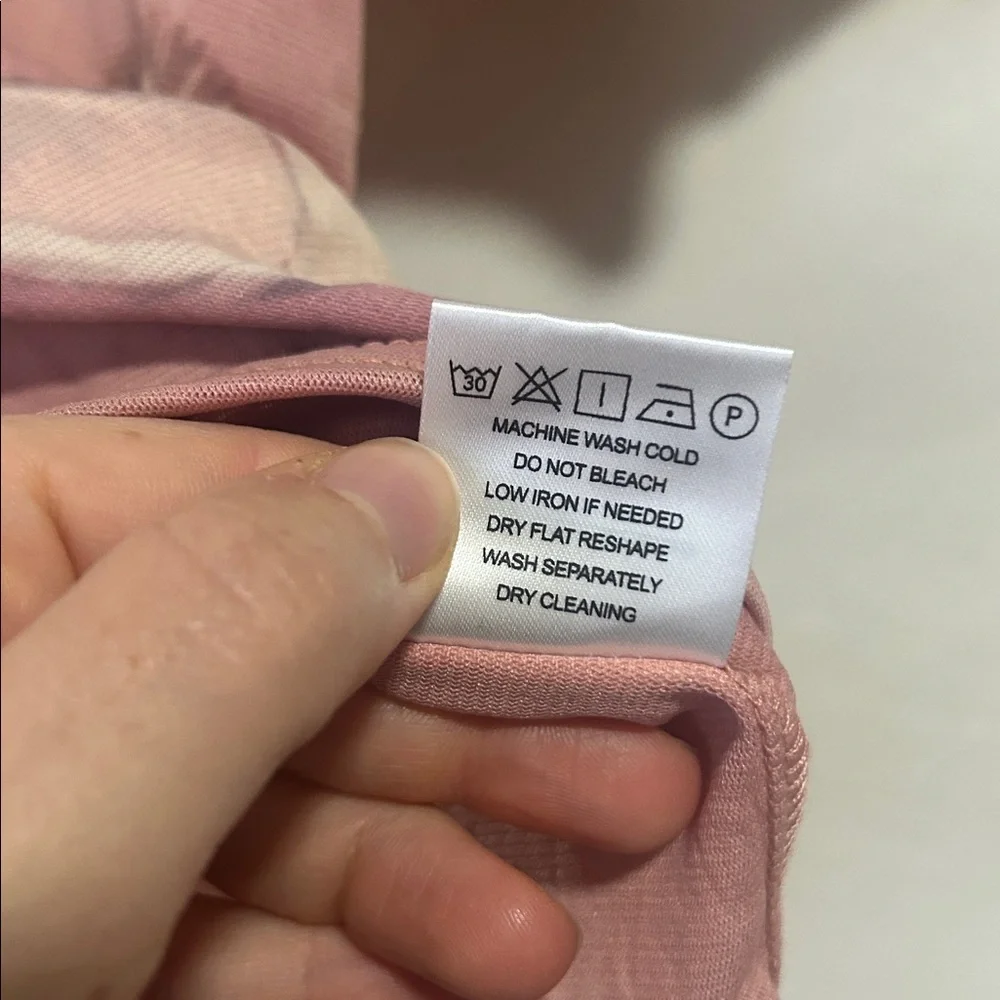 30 P
MACHINE WASH COLD
DO NOT BLEACH
LOW IRON IF NEEDED
DRY FLAT RESHAPE
WASH SEPARATELY
DRY CLEANING